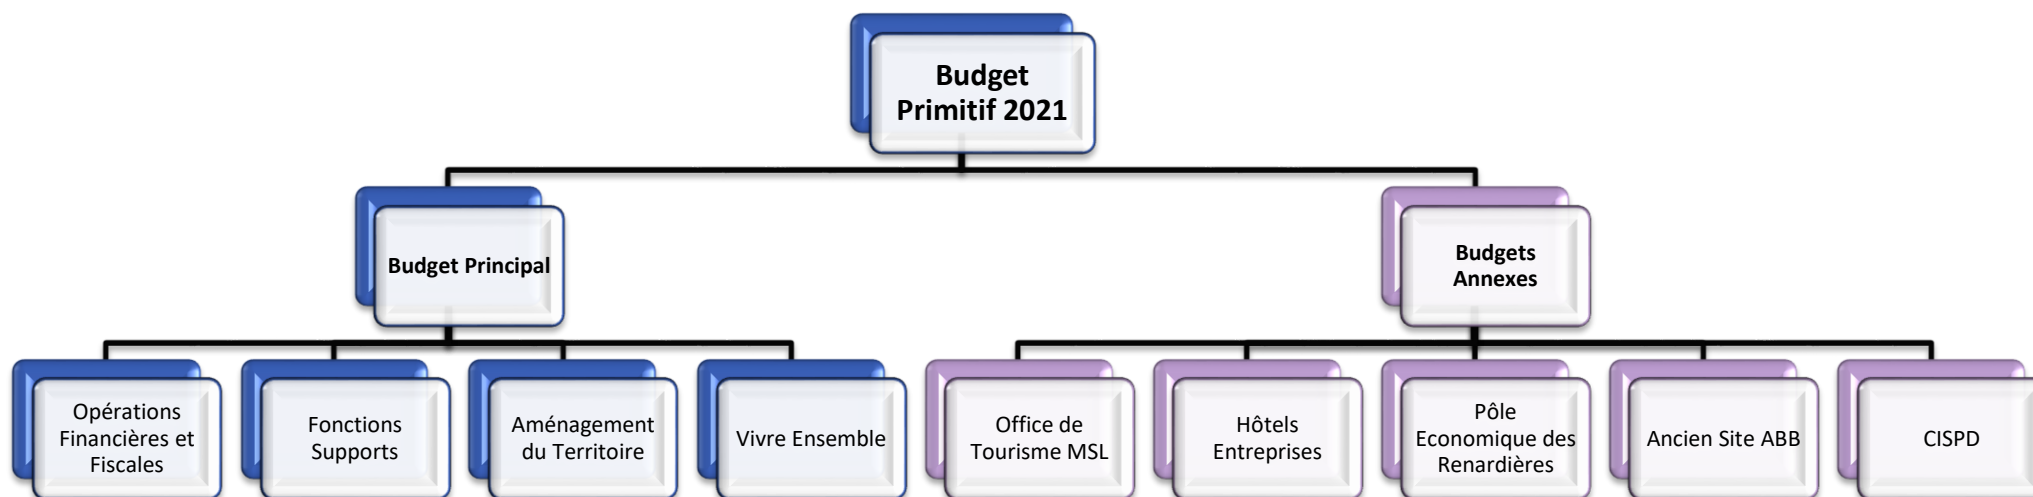 Budget
Primitif 2021
Budget Principal
Budgets
Annexes
Opérations
Financières et
Fiscales
Fonctions
Supports
Aménagement
du Territoire
Vivre Ensemble
Office de
Tourisme MSL
Hôtels
Entreprises
Pôle
Economique des
Renardières
Ancien Site ABB
CISPD